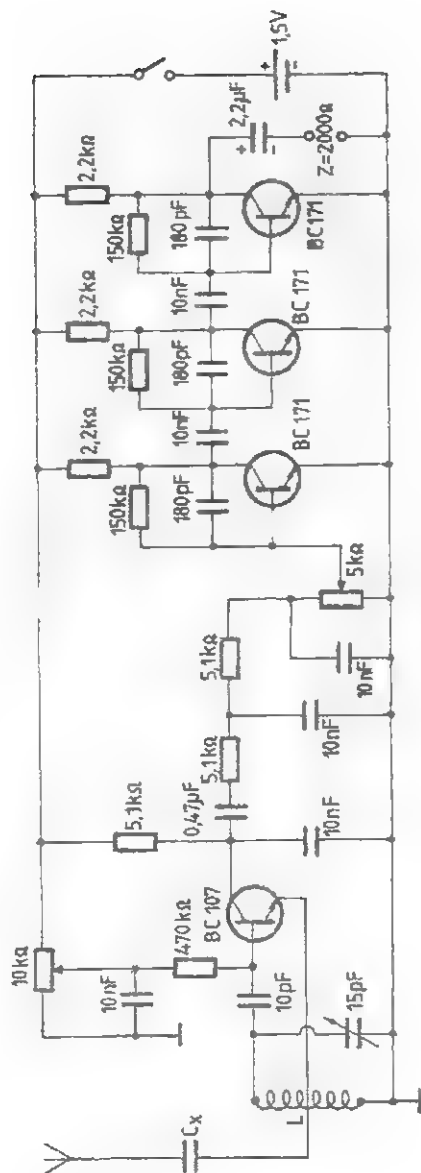 Cx
L
15pF
10kΩ
10nF
470kΩ
10pF
BC 107
5,1kΩ
10nF
0,47µF
5,1kΩ
10nF
5,1kΩ
10nF
5kΩ
2,2kΩ
150kΩ
180pF
BC 171
10nF
2,2kΩ
150kΩ
180pF
BC 171
10nF
2,2kΩ
150kΩ
180pF
BC171
2,2µF
+
−
Z=2000Ω
+
−
1,5V